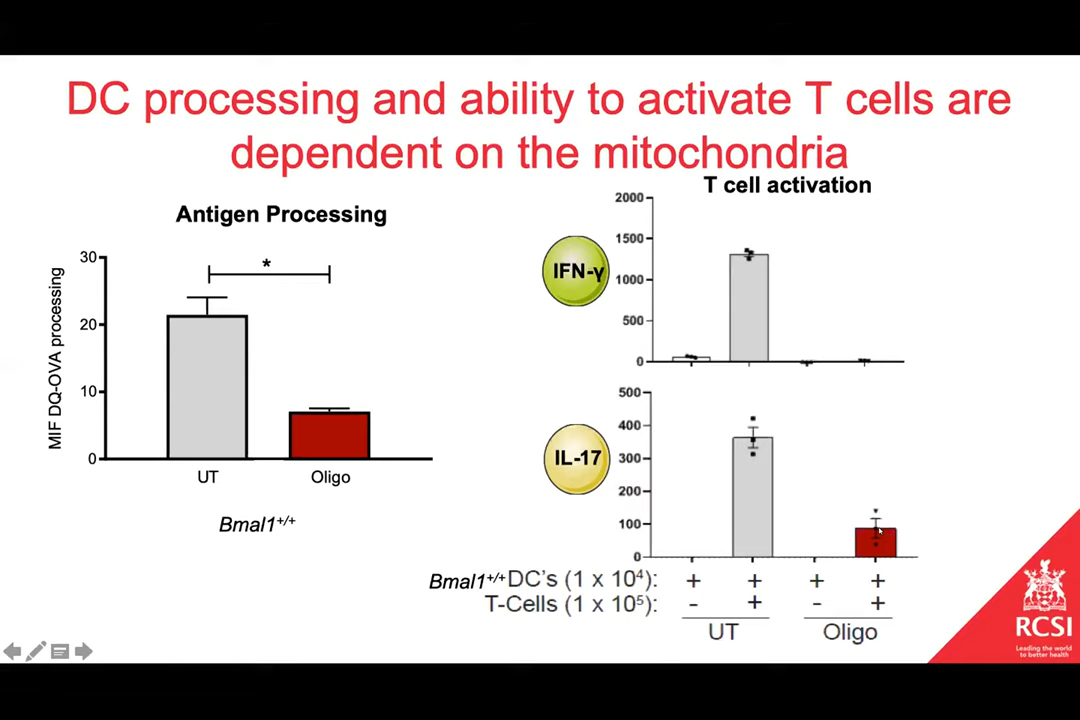 DC processing and ability to activate T cells are
dependent on the mitochondria
Antigen Processing
MIF DQ-OVA processing
30
20
10
0
*
UT
Oligo
Bmal1+/+
T cell activation
IFN-γ
2000
1500
1000
500
0
IL-17
500
400
300
200
100
0
Bmal1+/+DC's (1 x 10⁴): + + + +
T-Cells (1 x 10⁵): - + - +
UT Oligo
RCSI
Leading the world
to better health